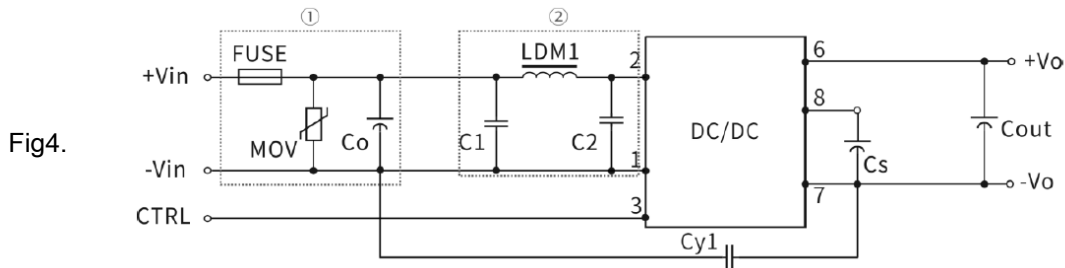 ① ②
FUSE LDM1
+Vin 2 6 +Vo
8
Fig4. MOV Co C1 C2 DC/DC Cs Cout
-Vin 1 7 -Vo
CTRL 3
Cy1